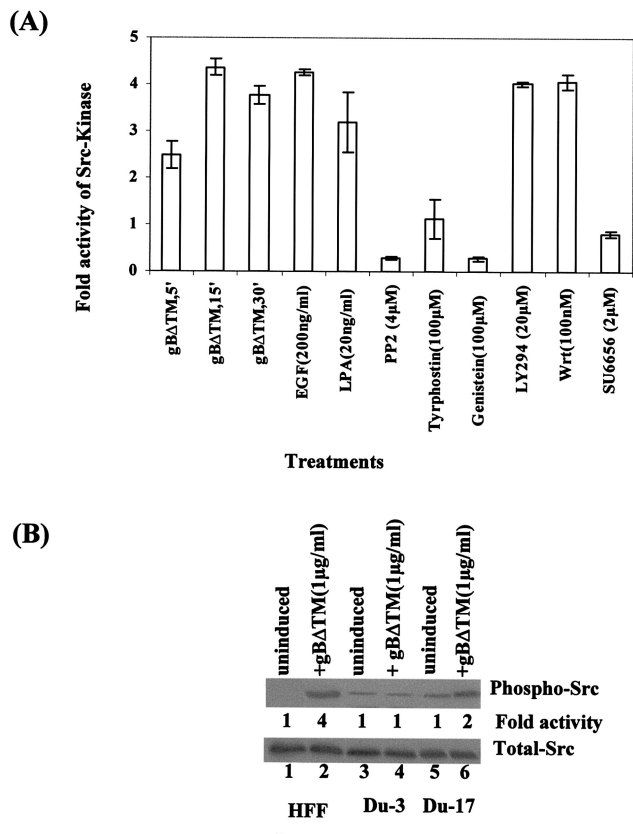 (A)
Fold activity of Src-Kinase
5
4
3
2
1
0
gBΔTM,5'
gBΔTM,15'
gBΔTM,30'
EGF(200ng/ml)
LPA(20ng/ml)
PP2 (4μM)
Tyrphostin(100μM)
Genistein(100μM)
LY294 (20μM)
Wrt(100nM)
SU6656 (2μM)
Treatments
(B)
uninduced
+gBΔTM(1μg/ml)
uninduced
+ gBΔTM(1μg/ml)
uninduced
+gBΔTM(1μg/ml)
Phospho-Src
1 4 1 1 1 2 Fold activity
Total-Src
1 2 3 4 5 6
HFF Du-3 Du-17